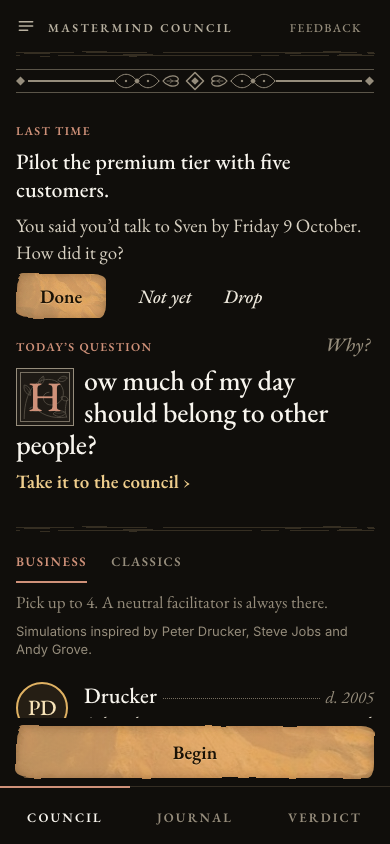 MASTERMIND COUNCIL
FEEDBACK
LAST TIME
Pilot the premium tier with five
customers.
You said you’d talk to Sven by Friday 9 October.
How did it go?
Done
Not yet
Drop
TODAY’S QUESTION
Why?
How much of my day
should belong to other
people?
Take it to the council ›
BUSINESS
CLASSICS
Pick up to 4. A neutral facilitator is always there.
Simulations inspired by Peter Drucker, Steve Jobs and
Andy Grove.
PD
Drucker
d. 2005
Begin
COUNCIL
JOURNAL
VERDICT